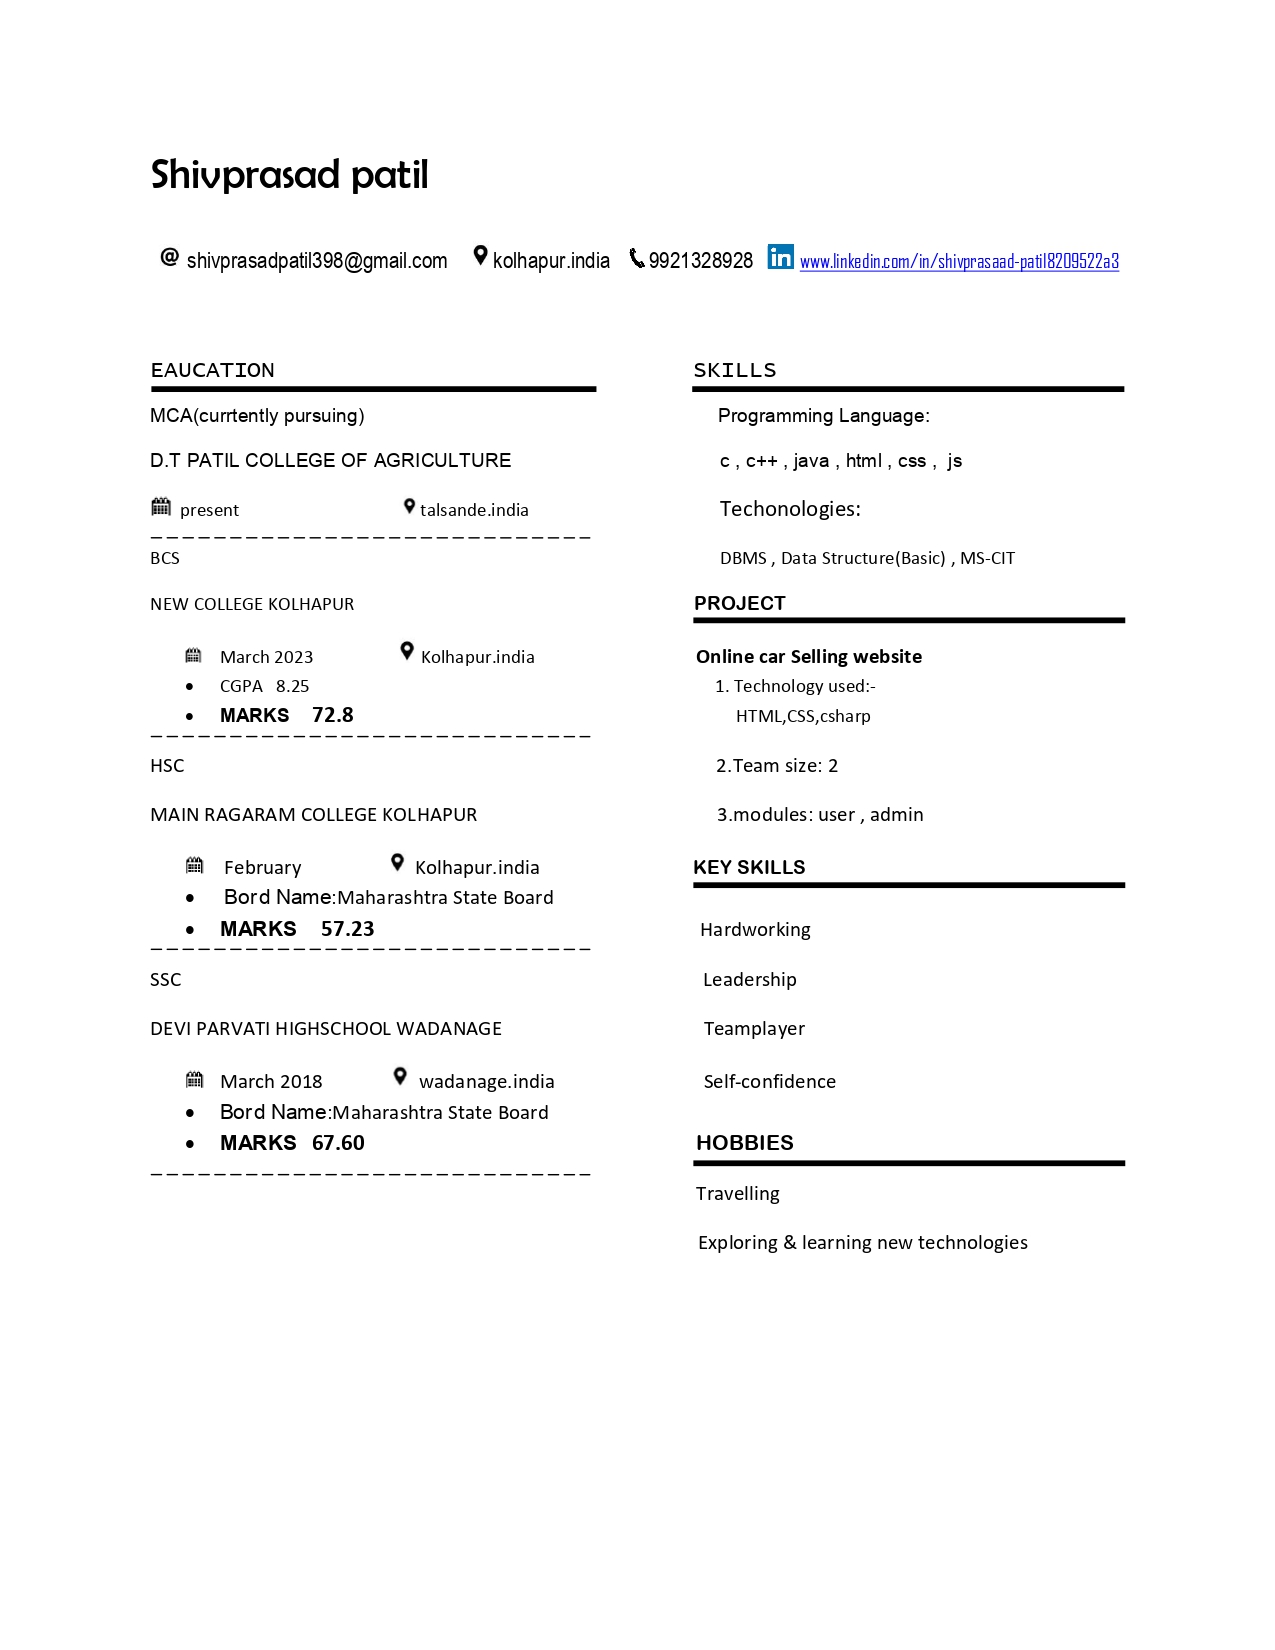 Shivprasad patil
shivprasadpatil398@gmail.com kolhapur.india 9921328928 in www.linkedin.com/in/shivprasaad-patil8209522a3
EAUCATION
MCA(currtently pursuing)
D.T PATIL COLLEGE OF AGRICULTURE
present talsande.india
BCS
NEW COLLEGE KOLHAPUR
March 2023 Kolhapur.india
• CGPA 8.25
• MARKS 72.8
HSC
MAIN RAGARAM COLLEGE KOLHAPUR
February Kolhapur.india
• Bord Name:Maharashtra State Board
• MARKS 57.23
SSC
DEVI PARVATI HIGHSCHOOL WADANAGE
March 2018 wadanage.india
• Bord Name:Maharashtra State Board
• MARKS 67.60
SKILLS
Programming Language:
c , c++ , java , html , css , js
Techonologies:
DBMS , Data Structure(Basic) , MS-CIT
PROJECT
Online car Selling website
1. Technology used:-
HTML,CSS,csharp
2.Team size: 2
3.modules: user , admin
KEY SKILLS
Hardworking
Leadership
Teamplayer
Self-confidence
HOBBIES
Travelling
Exploring & learning new technologies